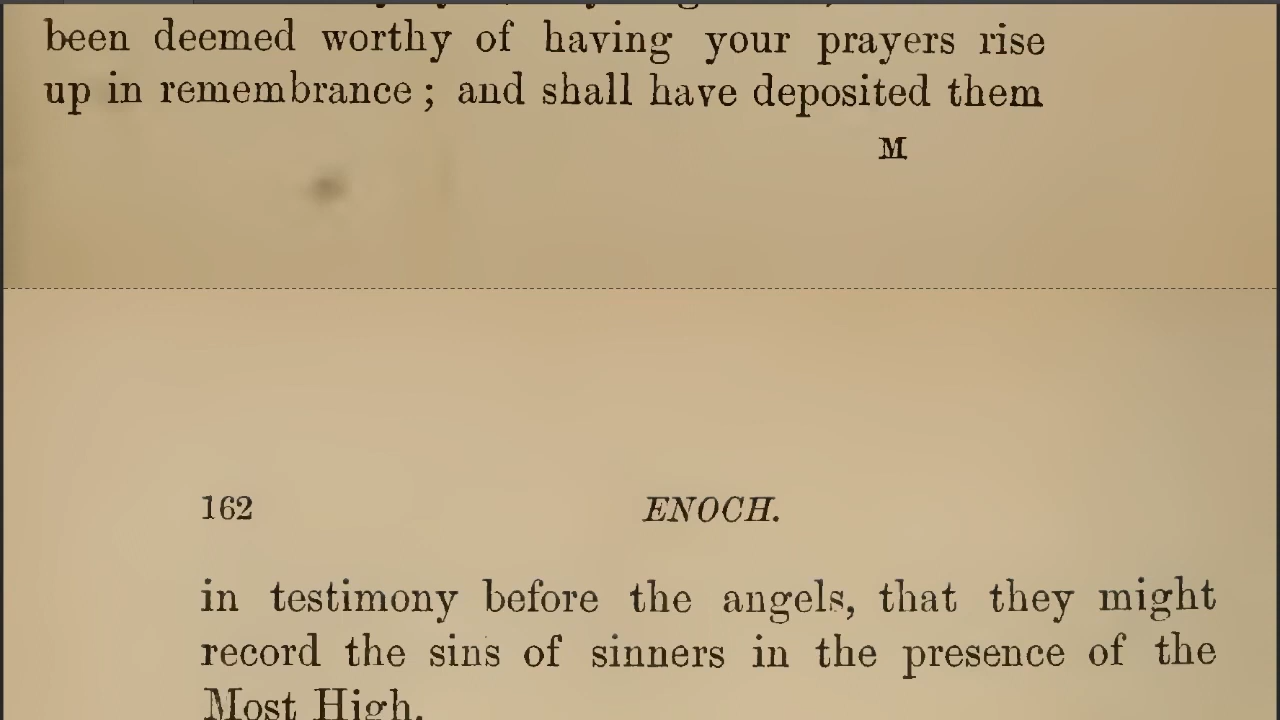 been deemed worthy of having your prayers rise
up in remembrance ; and shall have deposited them
M
162 ENOCH.
in testimony before the angels, that they might
record the sins of sinners in the presence of the
Most High.